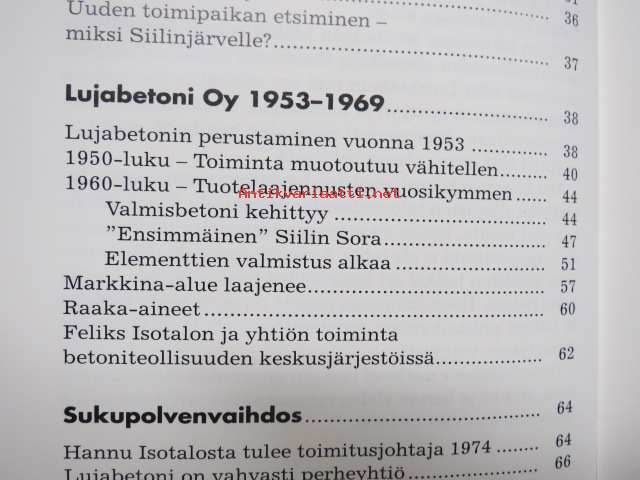 Uuden toimipaikan etsiminen –
miksi Siilinjärvelle? 36
37
Lujabetoni Oy 1953–1969 38
Lujabetonin perustaminen vuonna 1953 38
1950-luku – Toiminta muotoutuu vähitellen 40
1960-luku – Tuotelaajennusten vuosikymmen 44
Antikvariaatti.net
Valmisbetoni kehittyy 44
”Ensimmäinen” Siilin Sora 47
Elementtien valmistus alkaa 51
Markkina-alue laajenee 57
Raaka-aineet 60
Feliks Isotalon ja yhtiön toiminta
betoniteollisuuden keskusjärjestöissä 62
Sukupolvenvaihdos 64
Hannu Isotalosta tulee toimitusjohtaja 1974 64
Lujabetoni on vahvasti perheyhtiö 66